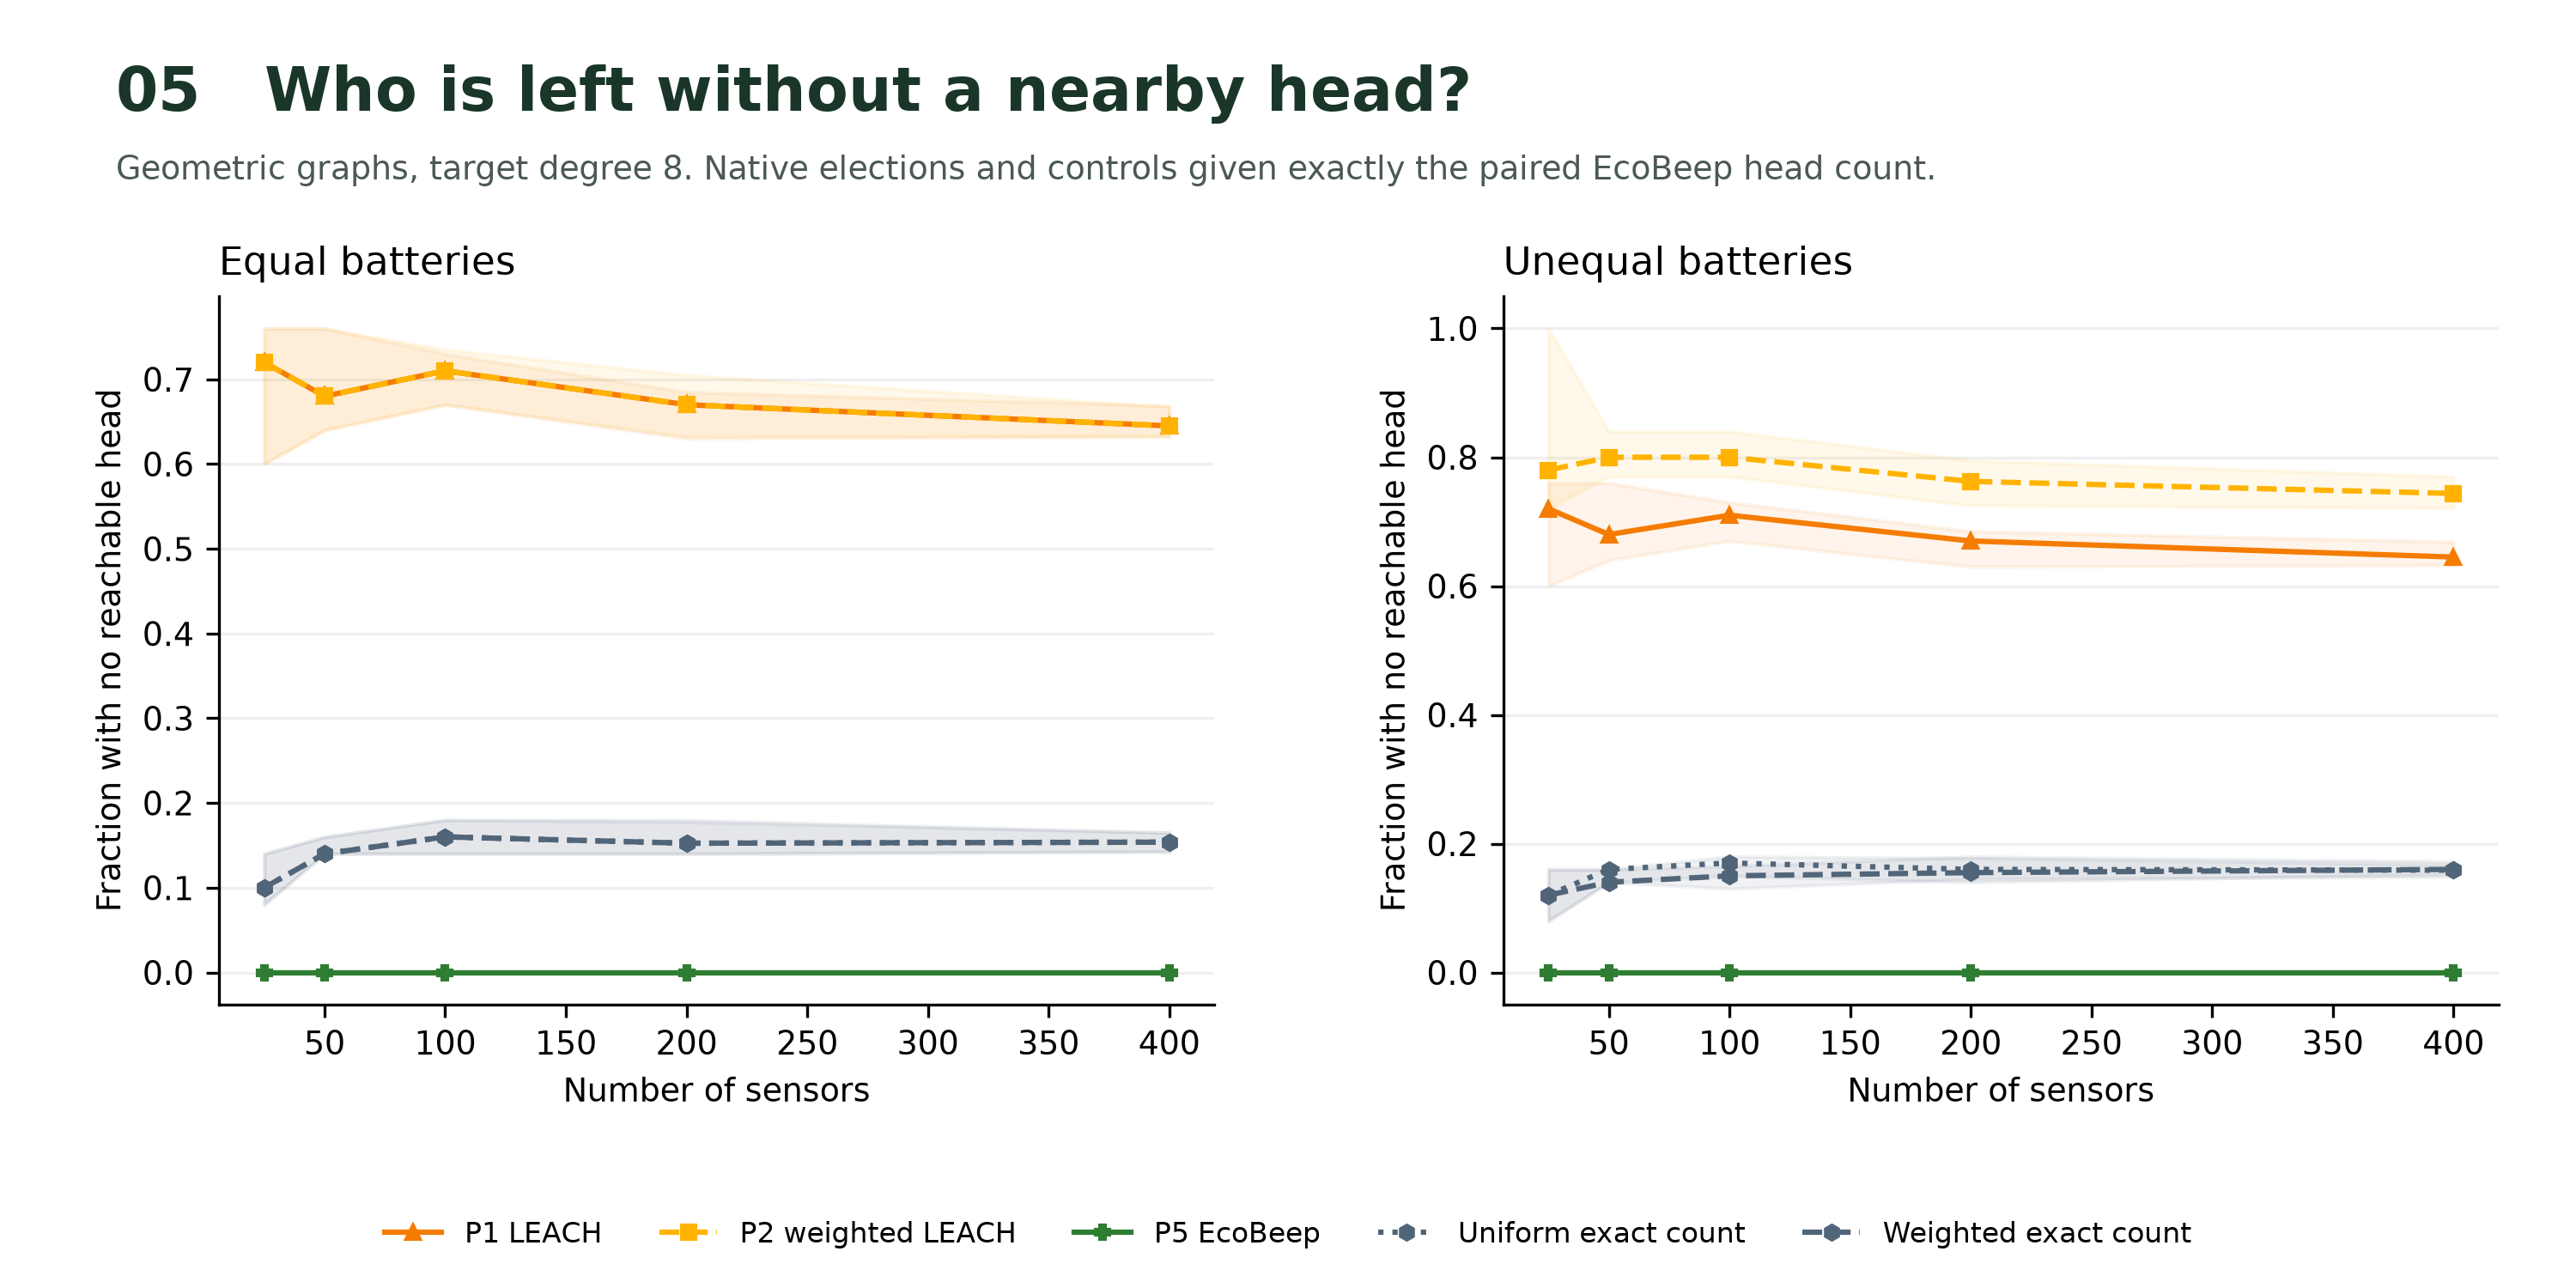 05 Who is left without a nearby head?
Geometric graphs, target degree 8. Native elections and controls given exactly the paired EcoBeep head count.
Equal batteries
Fraction with no reachable head
0.7
0.6
0.5
0.4
0.3
0.2
0.1
0.0
50 100 150 200 250 300 350 400
Number of sensors
Unequal batteries
Fraction with no reachable head
1.0
0.8
0.6
0.4
0.2
0.0
50 100 150 200 250 300 350 400
Number of sensors
P1 LEACH P2 weighted LEACH P5 EcoBeep Uniform exact count Weighted exact count